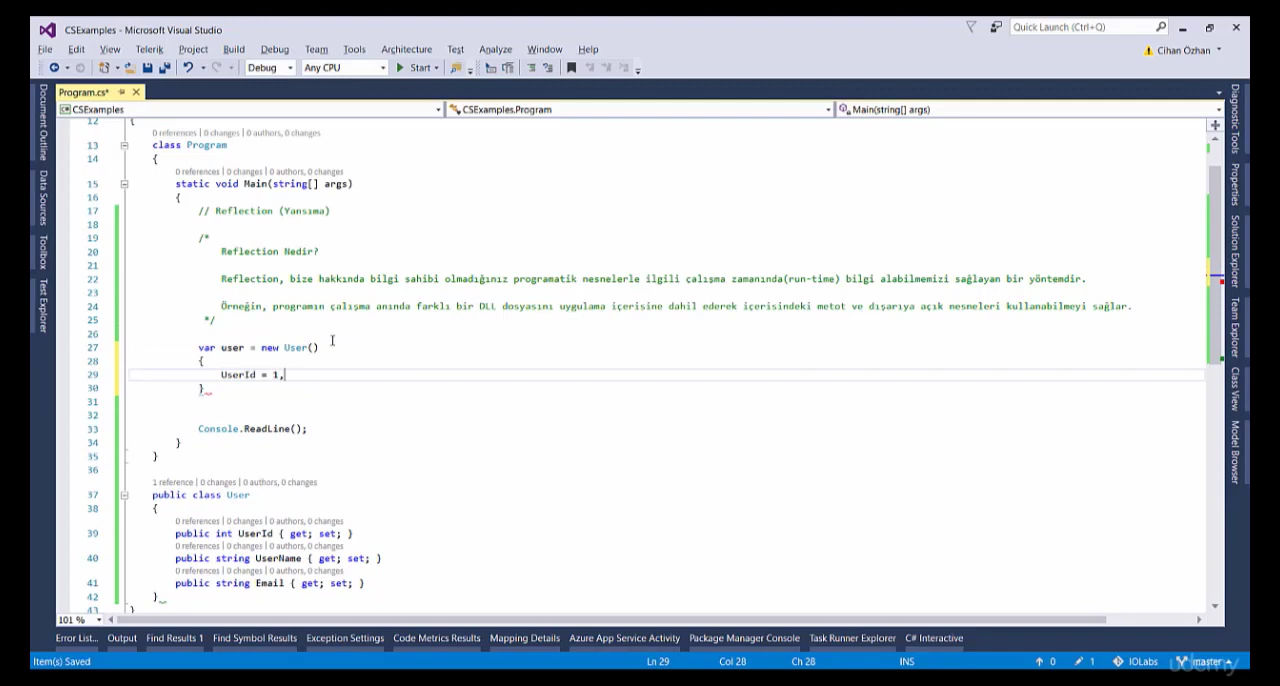 CSExamples - Microsoft Visual Studio
Quick Launch (Ctrl+Q)
File Edit View Telerik Project Build Debug Team Tools Architecture Test Analyze Window Help
Cihan Özhan
Debug Any CPU Start
Program.cs*
CSExamples CSExamples.Program Main(string[] args)
12 {
0 references | 0 changes | 0 authors, 0 changes
13 class Program
14 {
0 references | 0 changes | 0 authors, 0 changes
15 static void Main(string[] args)
16 {
17 // Reflection (Yansıma)
18
19 /*
20 Reflection Nedir?
21
22 Reflection, bize hakkında bilgi sahibi olmadığınız programatik nesnelerle ilgili çalışma zamanında(run-time) bilgi alabilmemizi sağlayan bir yöntemdir.
23
24 Örneğin, programın çalışma anında farklı bir DLL dosyasını uygulama içerisine dahil ederek içerisindeki metot ve dışarıya açık nesneleri kullanabilmeyi sağlar.
25 */
26
27 var user = new User()
28 {
29 UserId = 1,
30 }
31
32
33 Console.ReadLine();
34 }
35 }
36
1 reference | 0 changes | 0 authors, 0 changes
37 public class User
38 {
0 references | 0 changes | 0 authors, 0 changes
39 public int UserId { get; set; }
0 references | 0 changes | 0 authors, 0 changes
40 public string UserName { get; set; }
0 references | 0 changes | 0 authors, 0 changes
41 public string Email { get; set; }
42 }
43 }
101 %
Document Outline
Data Sources
Toolbox
Test Explorer
Diagnostic Tools
Properties
Solution Explorer
Team Explorer
Class View
Model Browser
Error List... Output Find Results 1 Find Symbol Results Exception Settings Code Metrics Results Mapping Details Azure App Service Activity Package Manager Console Task Runner Explorer C# Interactive
Item(s) Saved Ln 29 Col 28 Ch 28 INS 0 1 IOLabs master
udemy